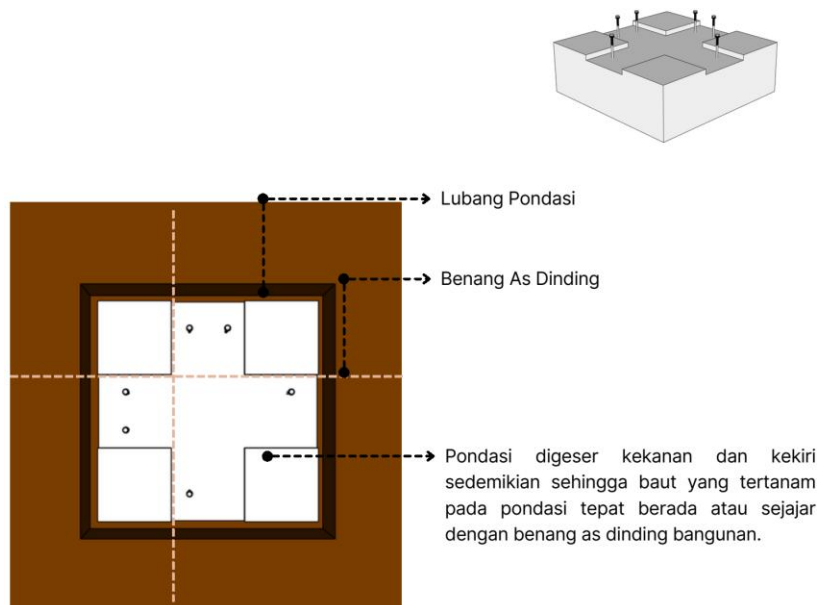 Lubang Pondasi
Benang As Dinding
Pondasi digeser kekanan dan kekiri
sedemikian sehingga baut yang tertanam
pada pondasi tepat berada atau sejajar
dengan benang as dinding bangunan.